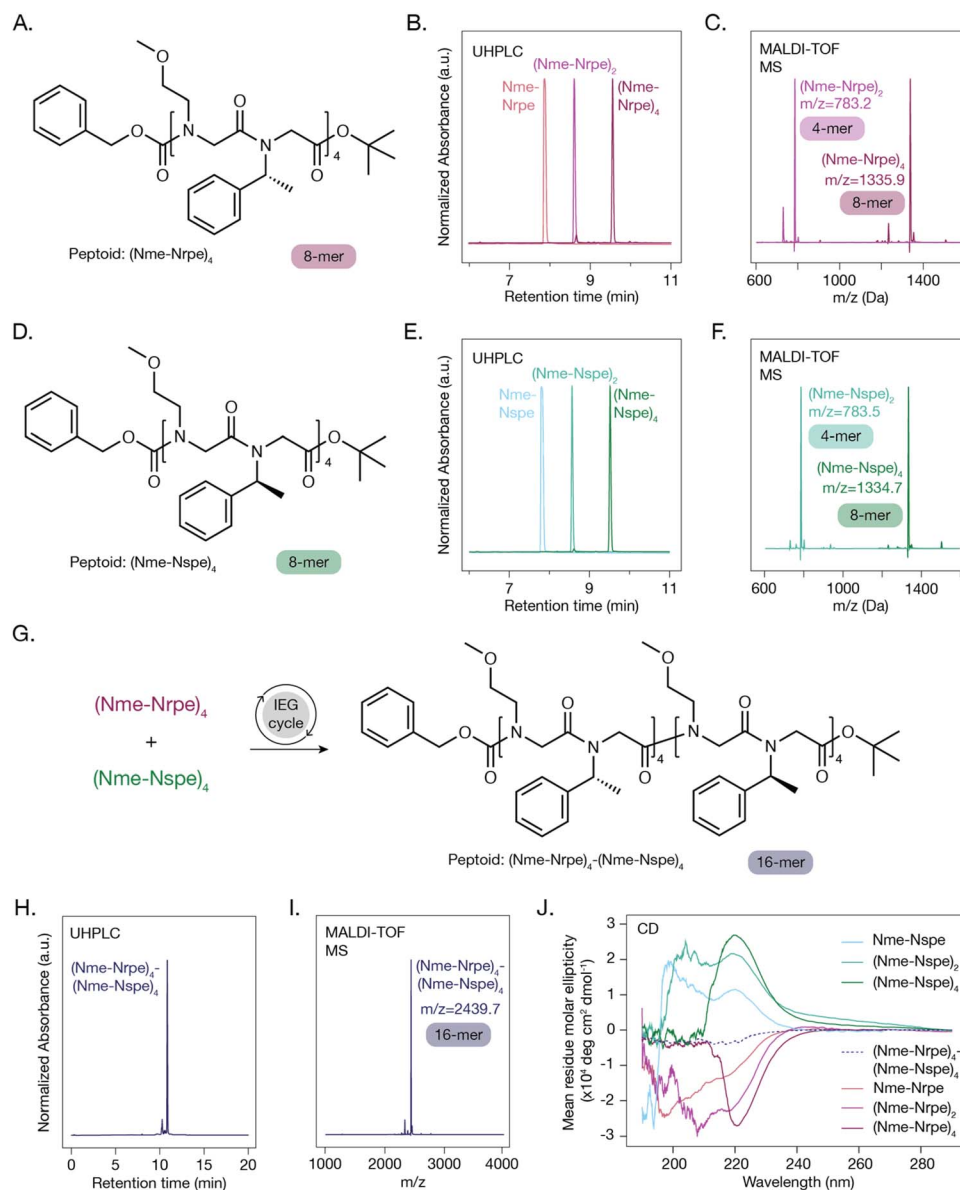 A.
O
O
O
N
O
N
O
O
O
4
Peptoid: (Nme-Nrpe)4
8-mer
B.
UHPLC
(Nme-Nrpe)2
Nme-
Nrpe
(Nme-
Nrpe)4
Normalized Absorbance (a.u.)
7
9
11
Retention time (min)
C.
MALDI-TOF
MS
(Nme-Nrpe)2
m/z=783.2
4-mer
(Nme-Nrpe)4
m/z=1335.9
8-mer
600
1000
1400
m/z (Da)
D.
O
O
O
N
O
N
O
O
O
4
Peptoid: (Nme-Nspe)4
8-mer
E.
UHPLC
(Nme-Nspe)2
Nme-
Nspe
(Nme-
Nspe)4
Normalized Absorbance (a.u.)
7
9
11
Retention time (min)
F.
MALDI-TOF
MS
(Nme-Nspe)2
m/z=783.5
4-mer
(Nme-Nspe)4
m/z=1334.7
8-mer
600
1000
1400
m/z (Da)
G.
(Nme-Nrpe)4
+
(Nme-Nspe)4
IEG
cycle
O
O
O
O
N
O
N
O
4
N
O
N
O
O
O
4
Peptoid: (Nme-Nrpe)4-(Nme-Nspe)4
16-mer
H.
UHPLC
(Nme-Nrpe)4-
(Nme-Nspe)4
Normalized Absorbance (a.u.)
0
5
10
15
20
Retention time (min)
I.
MALDI-TOF
MS
(Nme-Nrpe)4-
(Nme-Nspe)4
m/z=2439.7
16-mer
1000
2000
3000
4000
m/z
J.
CD
Mean residue molar ellipticity
(x10⁴ deg cm² dmol⁻¹)
3
2
1
0
-1
-2
-3
200
220
240
260
280
Wavelength (nm)
Nme-Nspe
(Nme-Nspe)2
(Nme-Nspe)4
(Nme-Nrpe)4-
(Nme-Nspe)4
Nme-Nrpe
(Nme-Nrpe)2
(Nme-Nrpe)4